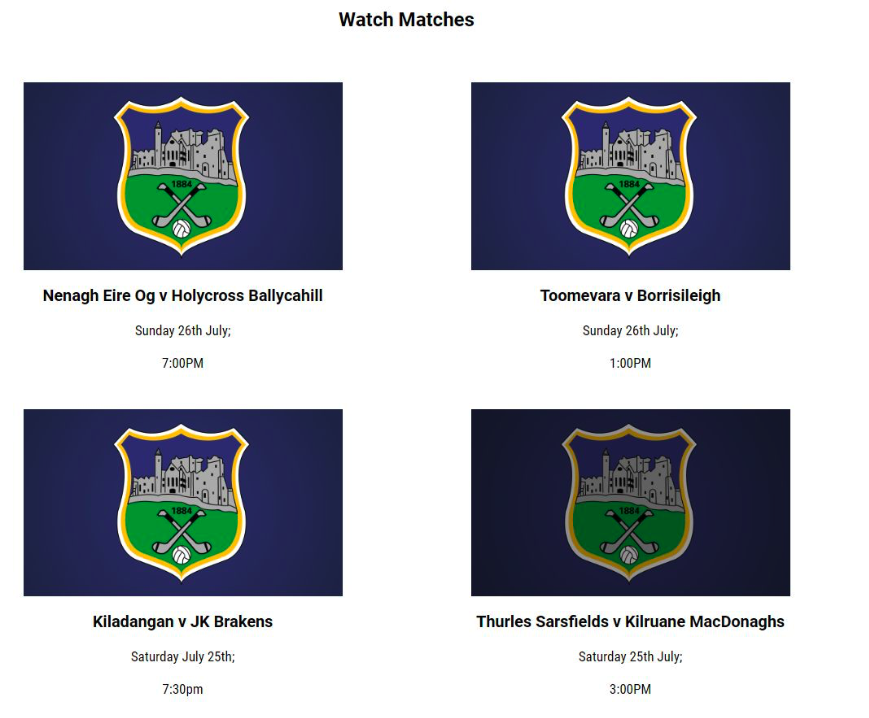 Watch Matches
1884
1884
Nenagh Eire Og v Holycross Ballycahill
Sunday 26th July;
7:00PM
Toomevara v Borrisileigh
Sunday 26th July;
1:00PM
1884
1884
Kiladangan v JK Brakens
Saturday July 25th;
7:30pm
Thurles Sarsfields v Kilruane MacDonaghs
Saturday 25th July;
3:00PM